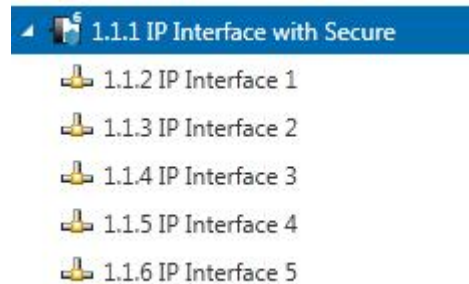 1.1.1 IP Interface with Secure
1.1.2 IP Interface 1
1.1.3 IP Interface 2
1.1.4 IP Interface 3
1.1.5 IP Interface 4
1.1.6 IP Interface 5